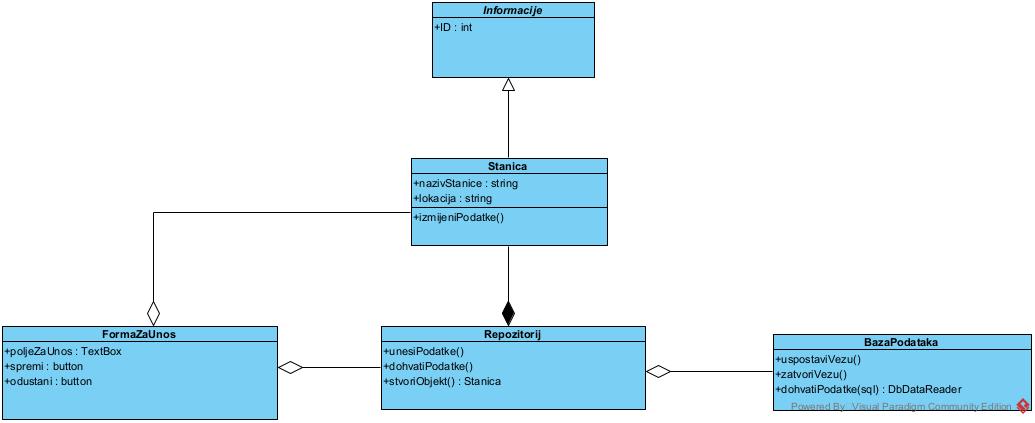 Informacije
+ID : int
Stanica
+nazivStanice : string
+lokacija : string
+izmijeniPodatke()
FormaZaUnos
+poljeZaUnos : TextBox
+spremi : button
+odustani : button
Repozitorij
+unesiPodatke()
+dohvatiPodatke()
+stvoriObjekt() : Stanica
BazaPodataka
+uspostaviVezu()
+zatvoriVezu()
+dohvatiPodatke(sql) : DbDataReader
Powered By Visual Paradigm Community Edition